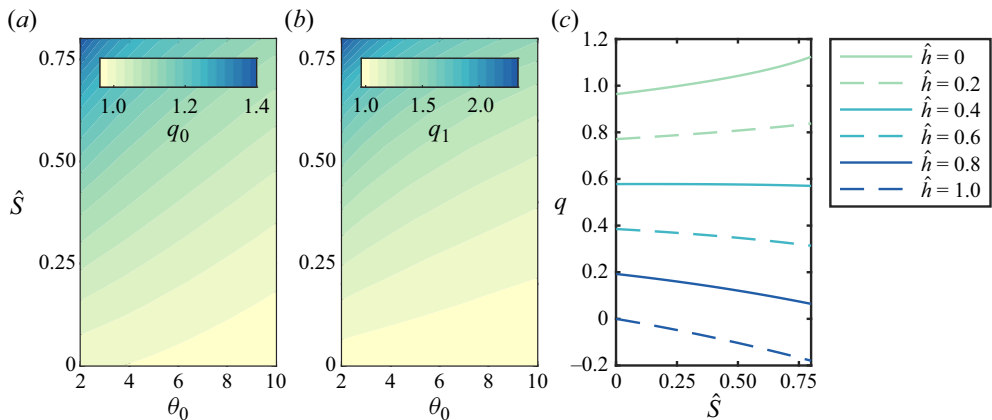 (a)
0.75
0.50
Ŝ
0.25
0
2
4
6
8
10
θ0
1.0
1.2
1.4
q0
(b)
2
4
6
8
10
θ0
1.0
1.5
2.0
q1
(c)
1.2
1.0
0.8
0.6
q
0.4
0.2
0
–0.2
0
0.25
0.50
0.75
Ŝ
ĥ = 0
ĥ = 0.2
ĥ = 0.4
ĥ = 0.6
ĥ = 0.8
ĥ = 1.0